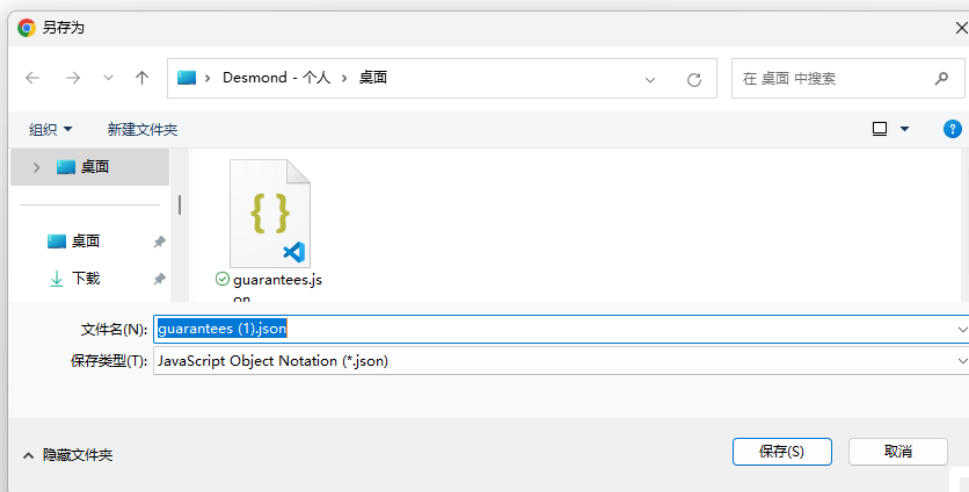 另存为
Desmond - 个人 › 桌面
在 桌面 中搜索
组织
新建文件夹
桌面
桌面
下载
guarantees.js
on
文件名(N): guarantees (1).json
保存类型(T): JavaScript Object Notation (*.json)
隐藏文件夹
保存(S)
取消